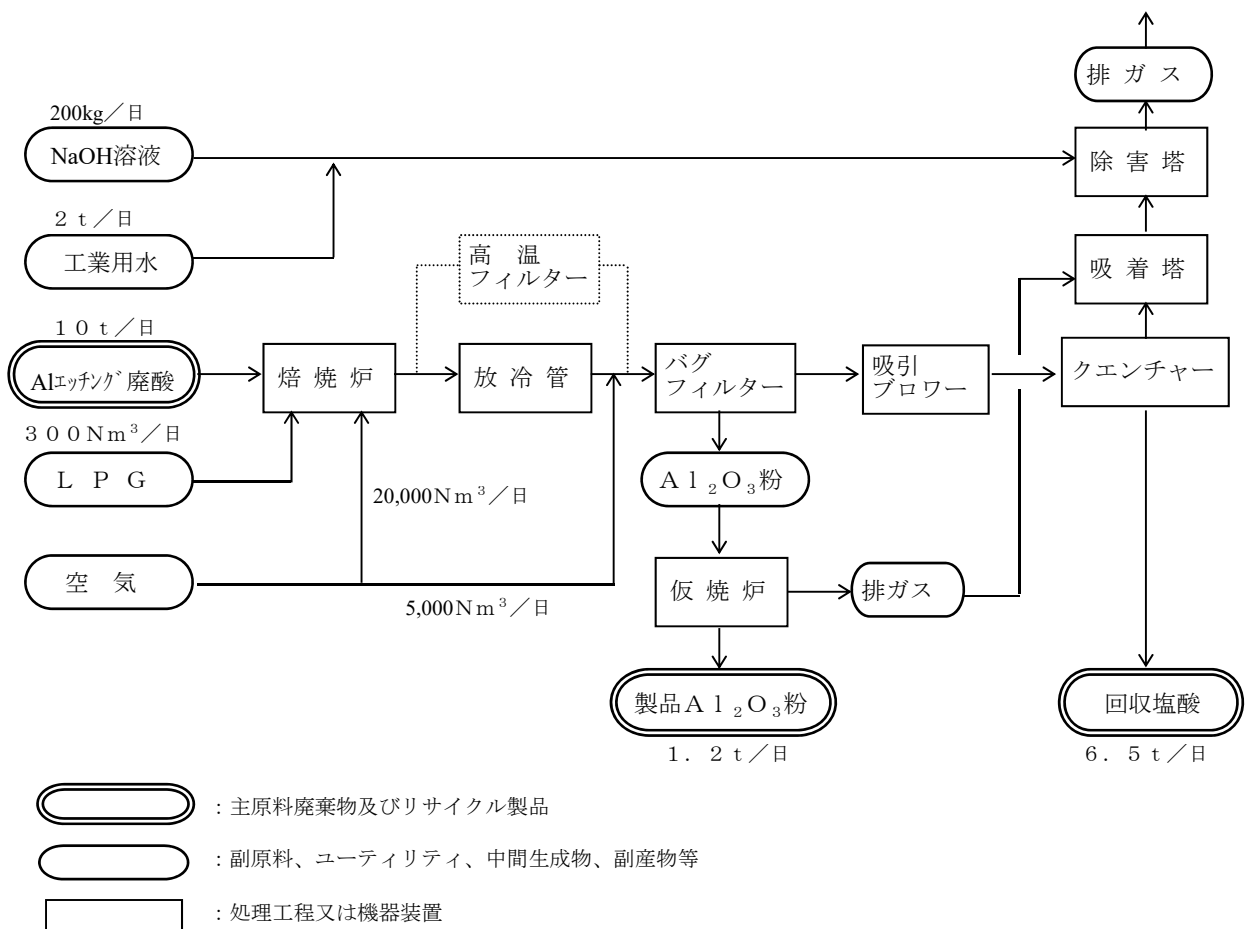 排 ガ ス
200kg／日
NaOH溶液
除 害 塔
２ｔ／日
工業用水
高　温
フィルター
吸 着 塔
１０ｔ／日
Alｴｯﾁﾝｸﾞ廃酸
焙 焼 炉
放 冷 管
バグ
フィルター
吸引
ブロワー
クエンチャー
３００Ｎｍ³／日
Ｌ Ｐ Ｇ
20,000Ｎｍ³／日
Ａｌ₂Ｏ₃粉
空　気
5,000Ｎｍ³／日
仮 焼 炉
排ガス
製品Ａｌ₂Ｏ₃粉
回収塩酸
１．２ｔ／日
６．５ｔ／日
：主原料廃棄物及びリサイクル製品
：副原料、ユーティリティ、中間生成物、副産物等
：処理工程又は機器装置